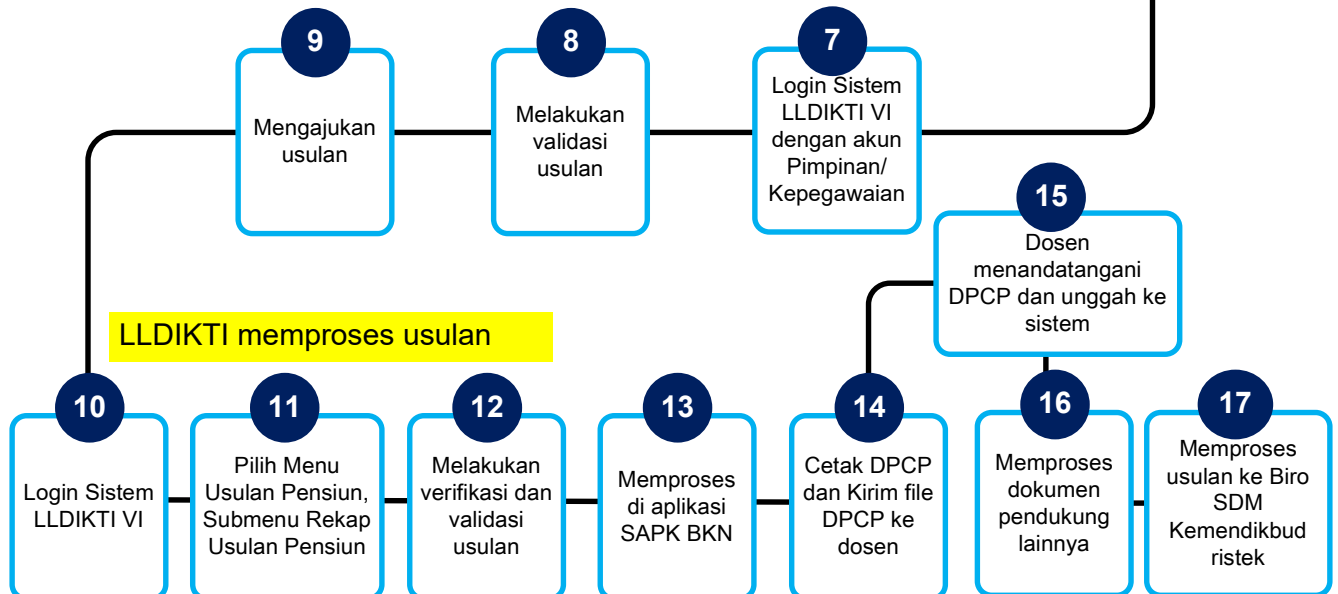 9
Mengajukan
usulan
8
Melakukan
validasi
usulan
7
Login Sistem
LLDIKTI VI
dengan akun
Pimpinan/
Kepegawaian
15
Dosen
menandatangani
DPCP dan unggah ke
sistem
LLDIKTI memproses usulan
10
Login Sistem
LLDIKTI VI
11
Pilih Menu
Usulan Pensiun,
Submenu Rekap
Usulan Pensiun
12
Melakukan
verifikasi dan
validasi
usulan
13
Memproses
di aplikasi
SAPK BKN
14
Cetak DPCP
dan Kirim file
DPCP ke
dosen
16
Memproses
dokumen
pendukung
lainnya
17
Memproses
usulan ke Biro
SDM
Kemendikbud
ristek